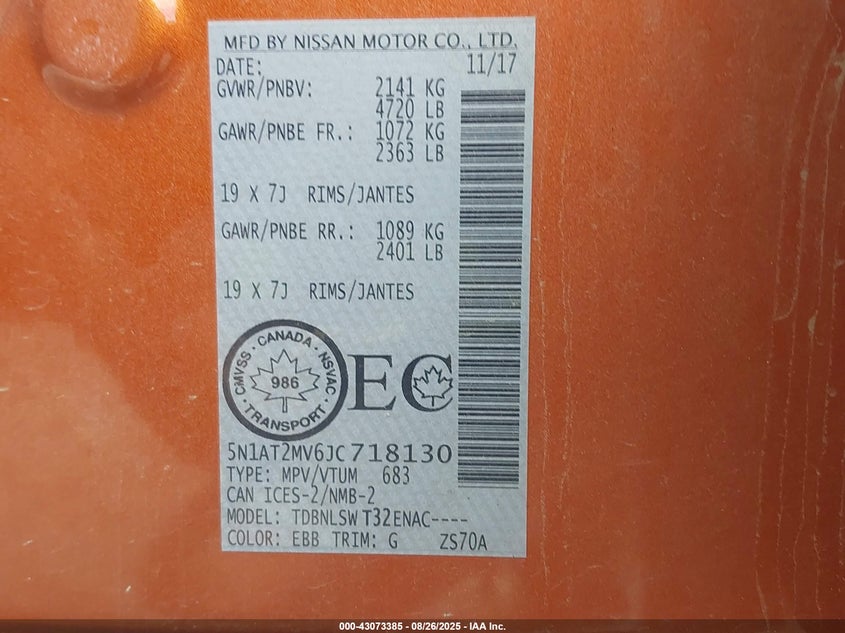 MFD BY NISSAN MOTOR CO., LTD.
DATE: 11/17
GVWR/PNBV: 2141 KG
4720 LB
GAWR/PNBE FR.: 1072 KG
2363 LB
19 X 7J RIMS/JANTES
GAWR/PNBE RR.: 1089 KG
2401 LB
19 X 7J RIMS/JANTES
CMVSS · CANADA · NSVAC · TRANSPORT ·
986
EC
5N1AT2MV6JC718130
TYPE: MPV/VTUM 683
CAN ICES-2/NMB-2
MODEL: TDBNLSW T32ENAC----
COLOR: EBB TRIM: G ZS70A
000-43073385 - 08/26/2025 - IAA Inc.